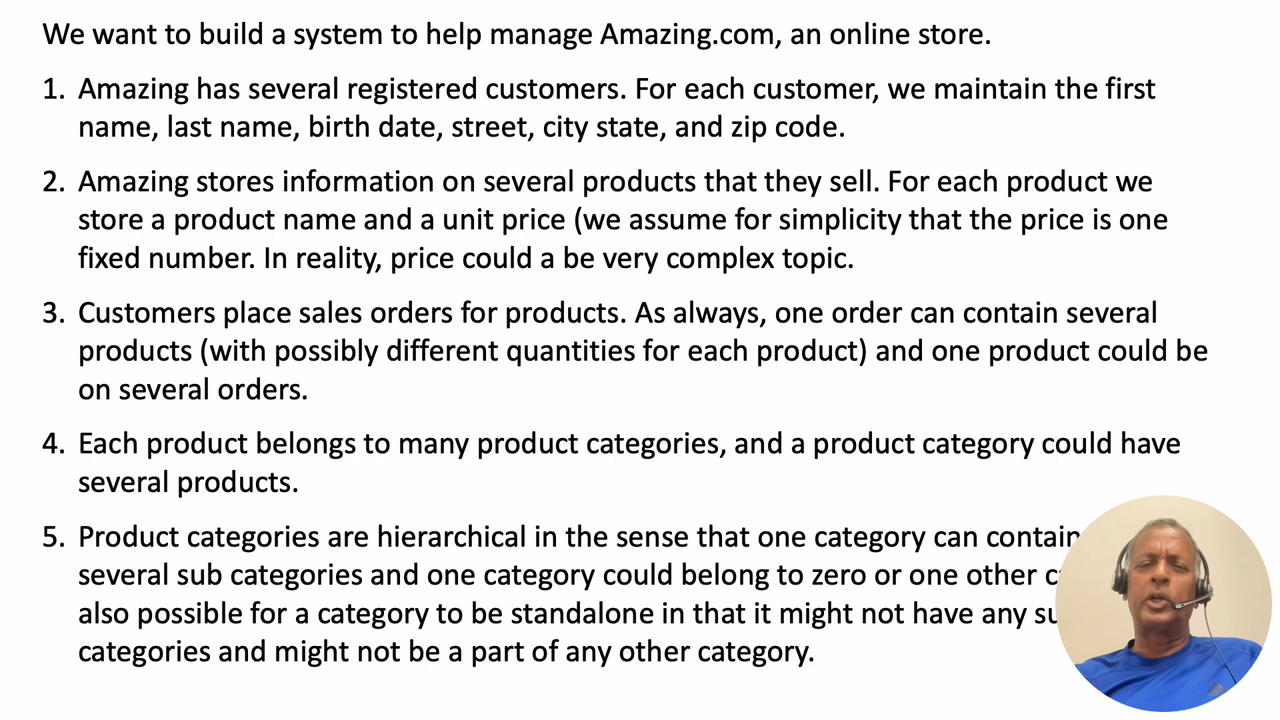 We want to build a system to help manage Amazing.com, an online store.
1. Amazing has several registered customers. For each customer, we maintain the first
name, last name, birth date, street, city state, and zip code.
2. Amazing stores information on several products that they sell. For each product we
store a product name and a unit price (we assume for simplicity that the price is one
fixed number. In reality, price could a be very complex topic.
3. Customers place sales orders for products. As always, one order can contain several
products (with possibly different quantities for each product) and one product could be
on several orders.
4. Each product belongs to many product categories, and a product category could have
several products.
5. Product categories are hierarchical in the sense that one category can contain
several sub categories and one category could belong to zero or one other
also possible for a category to be standalone in that it might not have any
categories and might not be a part of any other category.